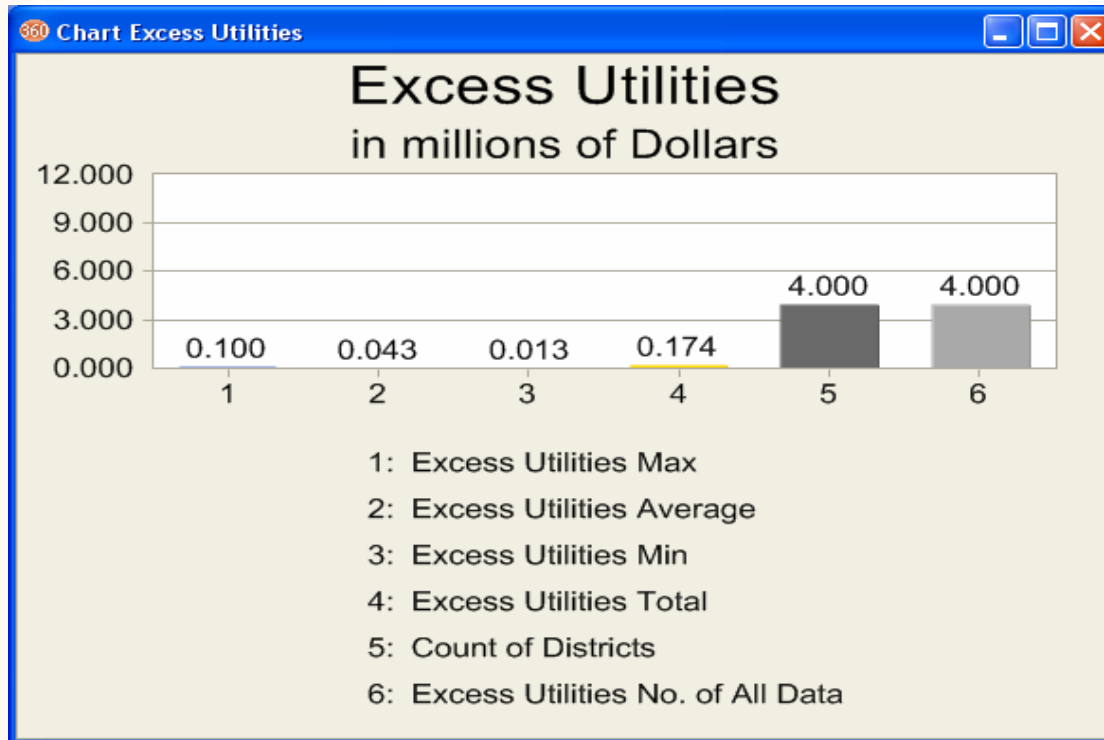 360 Chart Excess Utilities
Excess Utilities
in millions of Dollars
12.000
9.000
6.000
3.000
0.000
0.100 0.043 0.013 0.174 4.000 4.000
1 2 3 4 5 6
1: Excess Utilities Max
2: Excess Utilities Average
3: Excess Utilities Min
4: Excess Utilities Total
5: Count of Districts
6: Excess Utilities No. of All Data